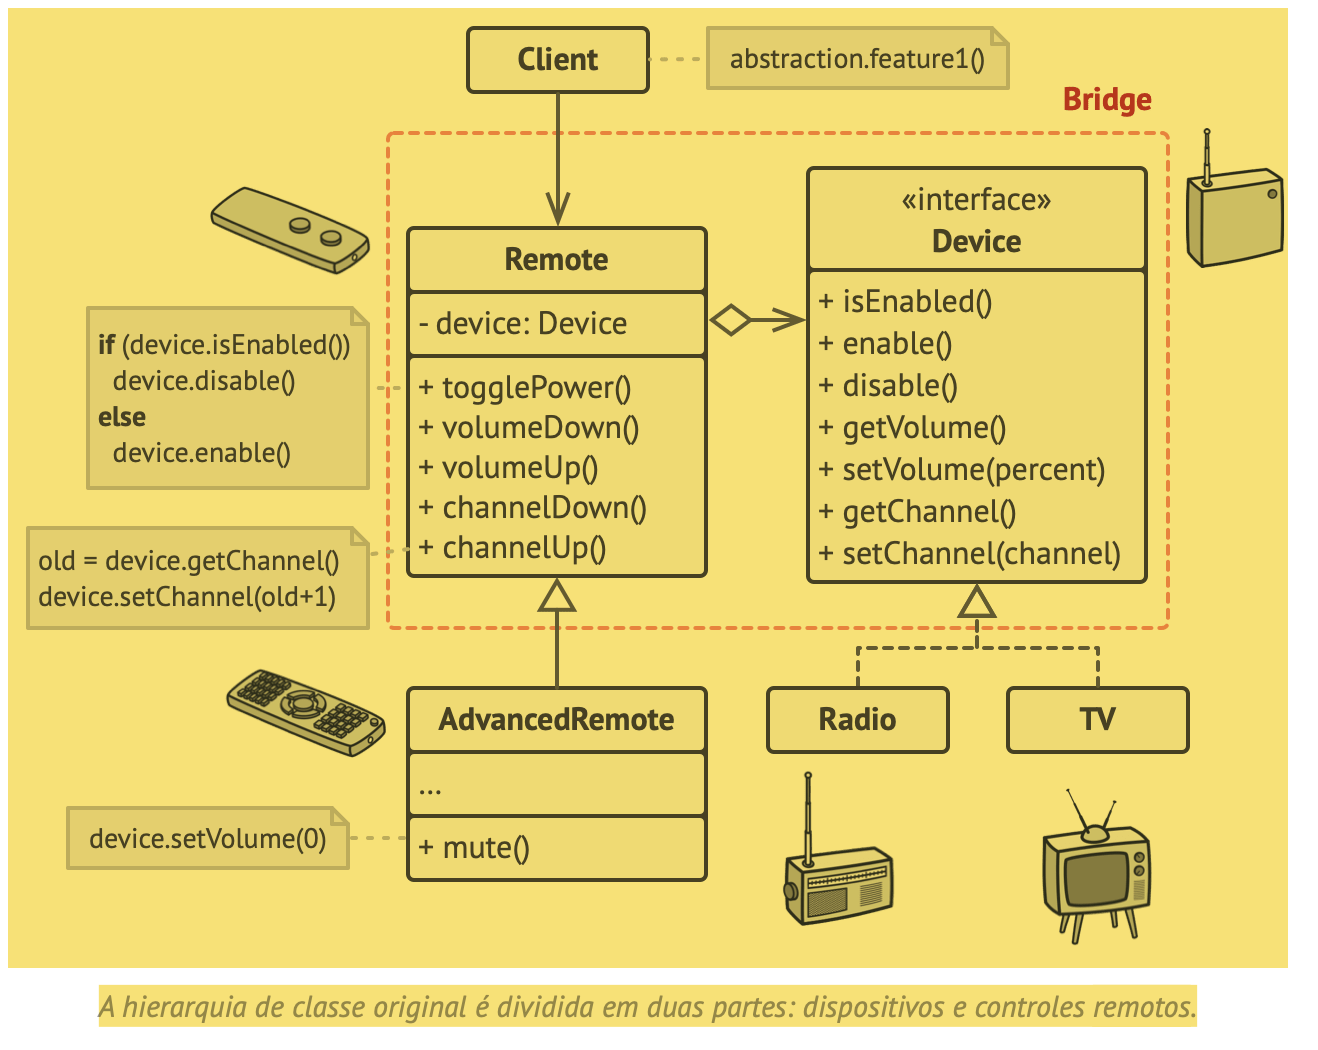 Client
abstraction.feature1()
Bridge
Remote
- device: Device
+ togglePower()
+ volumeDown()
+ volumeUp()
+ channelDown()
+ channelUp()
«interface»
Device
+ isEnabled()
+ enable()
+ disable()
+ getVolume()
+ setVolume(percent)
+ getChannel()
+ setChannel(channel)
if (device.isEnabled())
device.disable()
else
device.enable()
old = device.getChannel()
device.setChannel(old+1)
AdvancedRemote
...
+ mute()
device.setVolume(0)
Radio
TV
A hierarquia de classe original é dividida em duas partes: dispositivos e controles remotos.